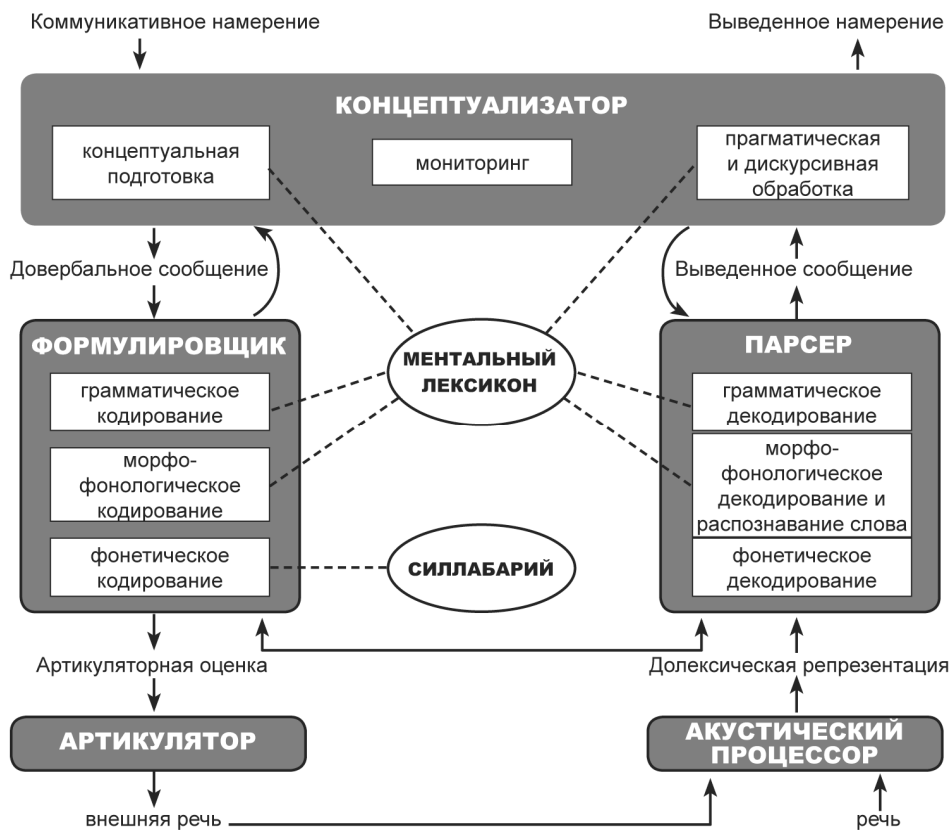 Коммуникативное намерение
Выведенное намерение
КОНЦЕПТУАЛИЗАТОР
концептуальная
подготовка
мониторинг
прагматическая
и дискурсивная
обработка
Довербальное сообщение
Выведенное сообщение
ФОРМУЛИРОВЩИК
грамматическое
кодирование
морфо-
фонологическое
кодирование
фонетическое
кодирование
МЕНТАЛЬНЫЙ
ЛЕКСИКОН
СИЛЛАБАРИЙ
ПАРСЕР
грамматическое
декодирование
морфо-
фонологическое
декодирование и
распознавание слова
фонетическое
декодирование
Артикуляторная оценка
Долексическая репрезентация
АРТИКУЛЯТОР
АКУСТИЧЕСКИЙ
ПРОЦЕССОР
внешняя речь
речь